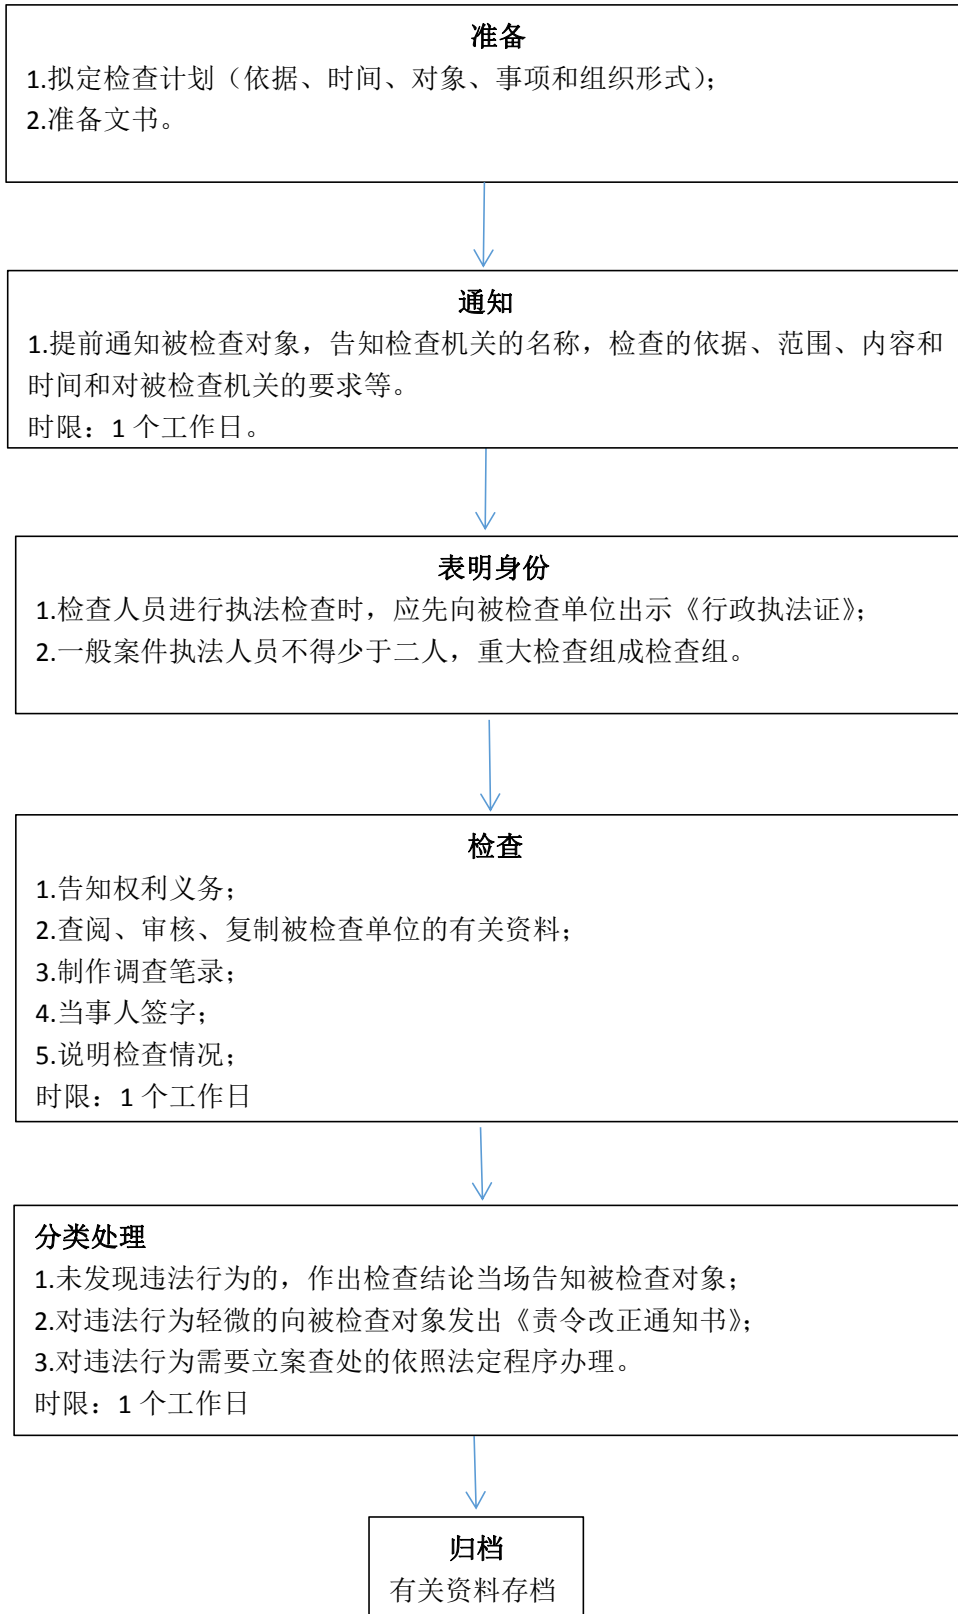 准备
1.拟定检查计划（依据、时间、对象、事项和组织形式）；
2.准备文书。
通知
1.提前通知被检查对象，告知检查机关的名称，检查的依据、范围、内容和
时间和对被检查机关的要求等。
时限：1 个工作日。
表明身份
1.检查人员进行执法检查时，应先向被检查单位出示《行政执法证》；
2.一般案件执法人员不得少于二人，重大检查组成检查组。
检查
1.告知权利义务；
2.查阅、审核、复制被检查单位的有关资料；
3.制作调查笔录；
4.当事人签字；
5.说明检查情况；
时限：1 个工作日
分类处理
1.未发现违法行为的，作出检查结论当场告知被检查对象；
2.对违法行为轻微的向被检查对象发出《责令改正通知书》；
3.对违法行为需要立案查处的依照法定程序办理。
时限：1 个工作日
归档
有关资料存档